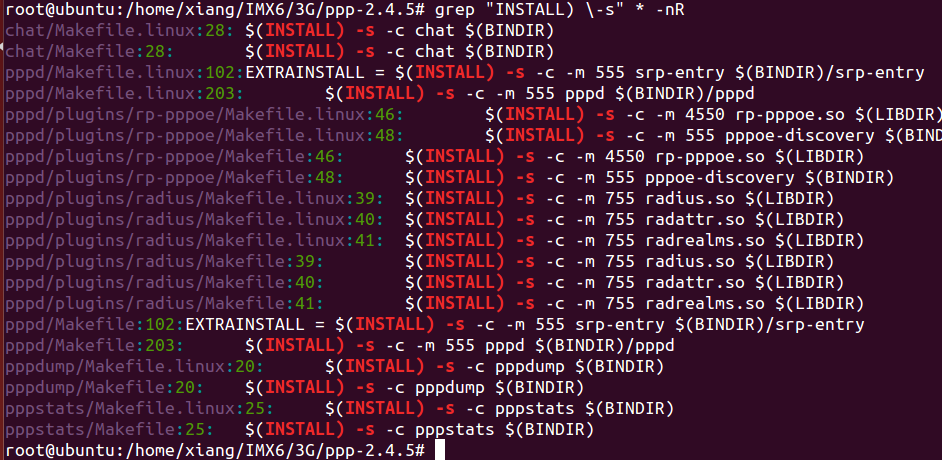 root@ubuntu:/home/xiang/IMX6/3G/ppp-2.4.5# grep "INSTALL) \-s" * -nR
chat/Makefile.linux:28:	$(INSTALL) -s -c chat $(BINDIR)
chat/Makefile:28:	$(INSTALL) -s -c chat $(BINDIR)
pppd/Makefile.linux:102:EXTRAINSTALL = $(INSTALL) -s -c -m 555 srp-entry $(BINDIR)/srp-entry
pppd/Makefile.linux:203:	$(INSTALL) -s -c -m 555 pppd $(BINDIR)/pppd
pppd/plugins/rp-pppoe/Makefile.linux:46:	$(INSTALL) -s -c -m 4550 rp-pppoe.so $(LIBDIR)
pppd/plugins/rp-pppoe/Makefile.linux:48:	$(INSTALL) -s -c -m 555 pppoe-discovery $(BIND
pppd/plugins/rp-pppoe/Makefile:46:	$(INSTALL) -s -c -m 4550 rp-pppoe.so $(LIBDIR)
pppd/plugins/rp-pppoe/Makefile:48:	$(INSTALL) -s -c -m 555 pppoe-discovery $(BINDIR)
pppd/plugins/radius/Makefile.linux:39:	$(INSTALL) -s -c -m 755 radius.so $(LIBDIR)
pppd/plugins/radius/Makefile.linux:40:	$(INSTALL) -s -c -m 755 radattr.so $(LIBDIR)
pppd/plugins/radius/Makefile.linux:41:	$(INSTALL) -s -c -m 755 radrealms.so $(LIBDIR)
pppd/plugins/radius/Makefile:39:	$(INSTALL) -s -c -m 755 radius.so $(LIBDIR)
pppd/plugins/radius/Makefile:40:	$(INSTALL) -s -c -m 755 radattr.so $(LIBDIR)
pppd/plugins/radius/Makefile:41:	$(INSTALL) -s -c -m 755 radrealms.so $(LIBDIR)
pppd/Makefile:102:EXTRAINSTALL = $(INSTALL) -s -c -m 555 srp-entry $(BINDIR)/srp-entry
pppd/Makefile:203:	$(INSTALL) -s -c -m 555 pppd $(BINDIR)/pppd
pppdump/Makefile.linux:20:	$(INSTALL) -s -c pppdump $(BINDIR)
pppdump/Makefile:20:	$(INSTALL) -s -c pppdump $(BINDIR)
pppstats/Makefile.linux:25:	$(INSTALL) -s -c pppstats $(BINDIR)
pppstats/Makefile:25:	$(INSTALL) -s -c pppstats $(BINDIR)
root@ubuntu:/home/xiang/IMX6/3G/ppp-2.4.5#